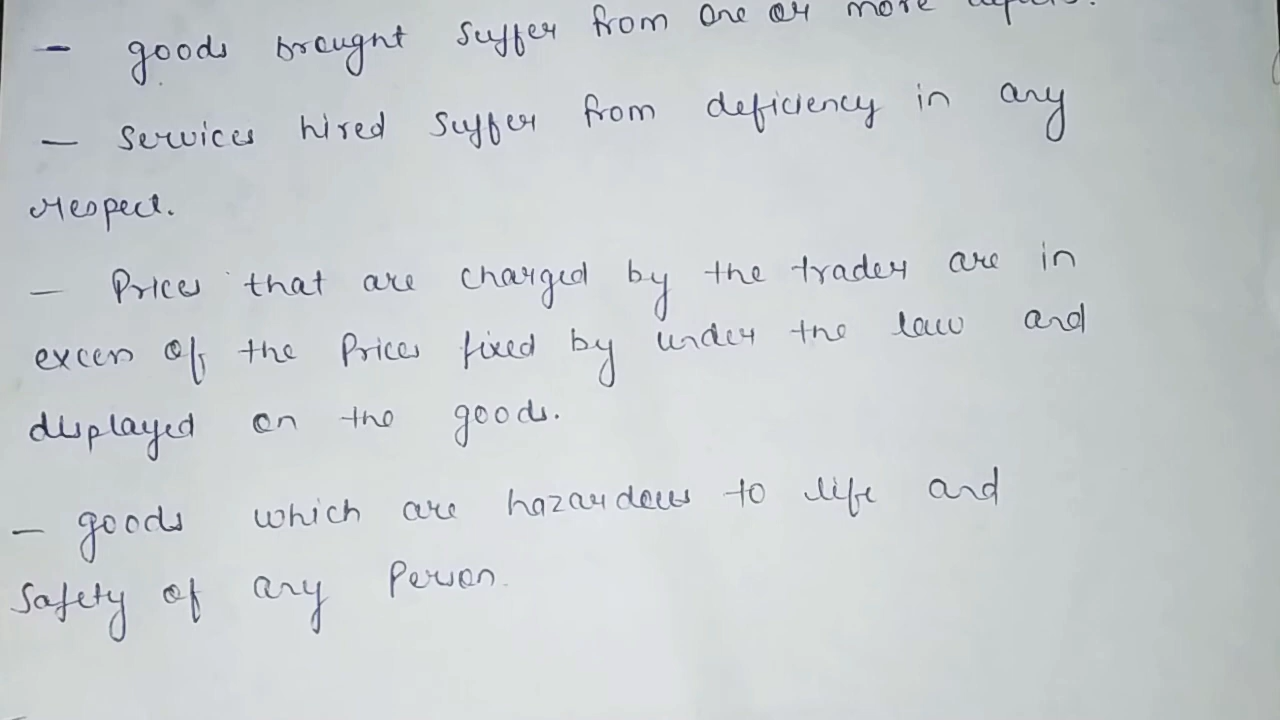 - goods brought suffer from one or more
- Services hired suffer from deficiency in any
respect.
- Prices that are charged by the trader are in
excess of the Prices fixed by under the law and
displayed on the goods.
- goods which are hazardous to life and
Safety of any Person.